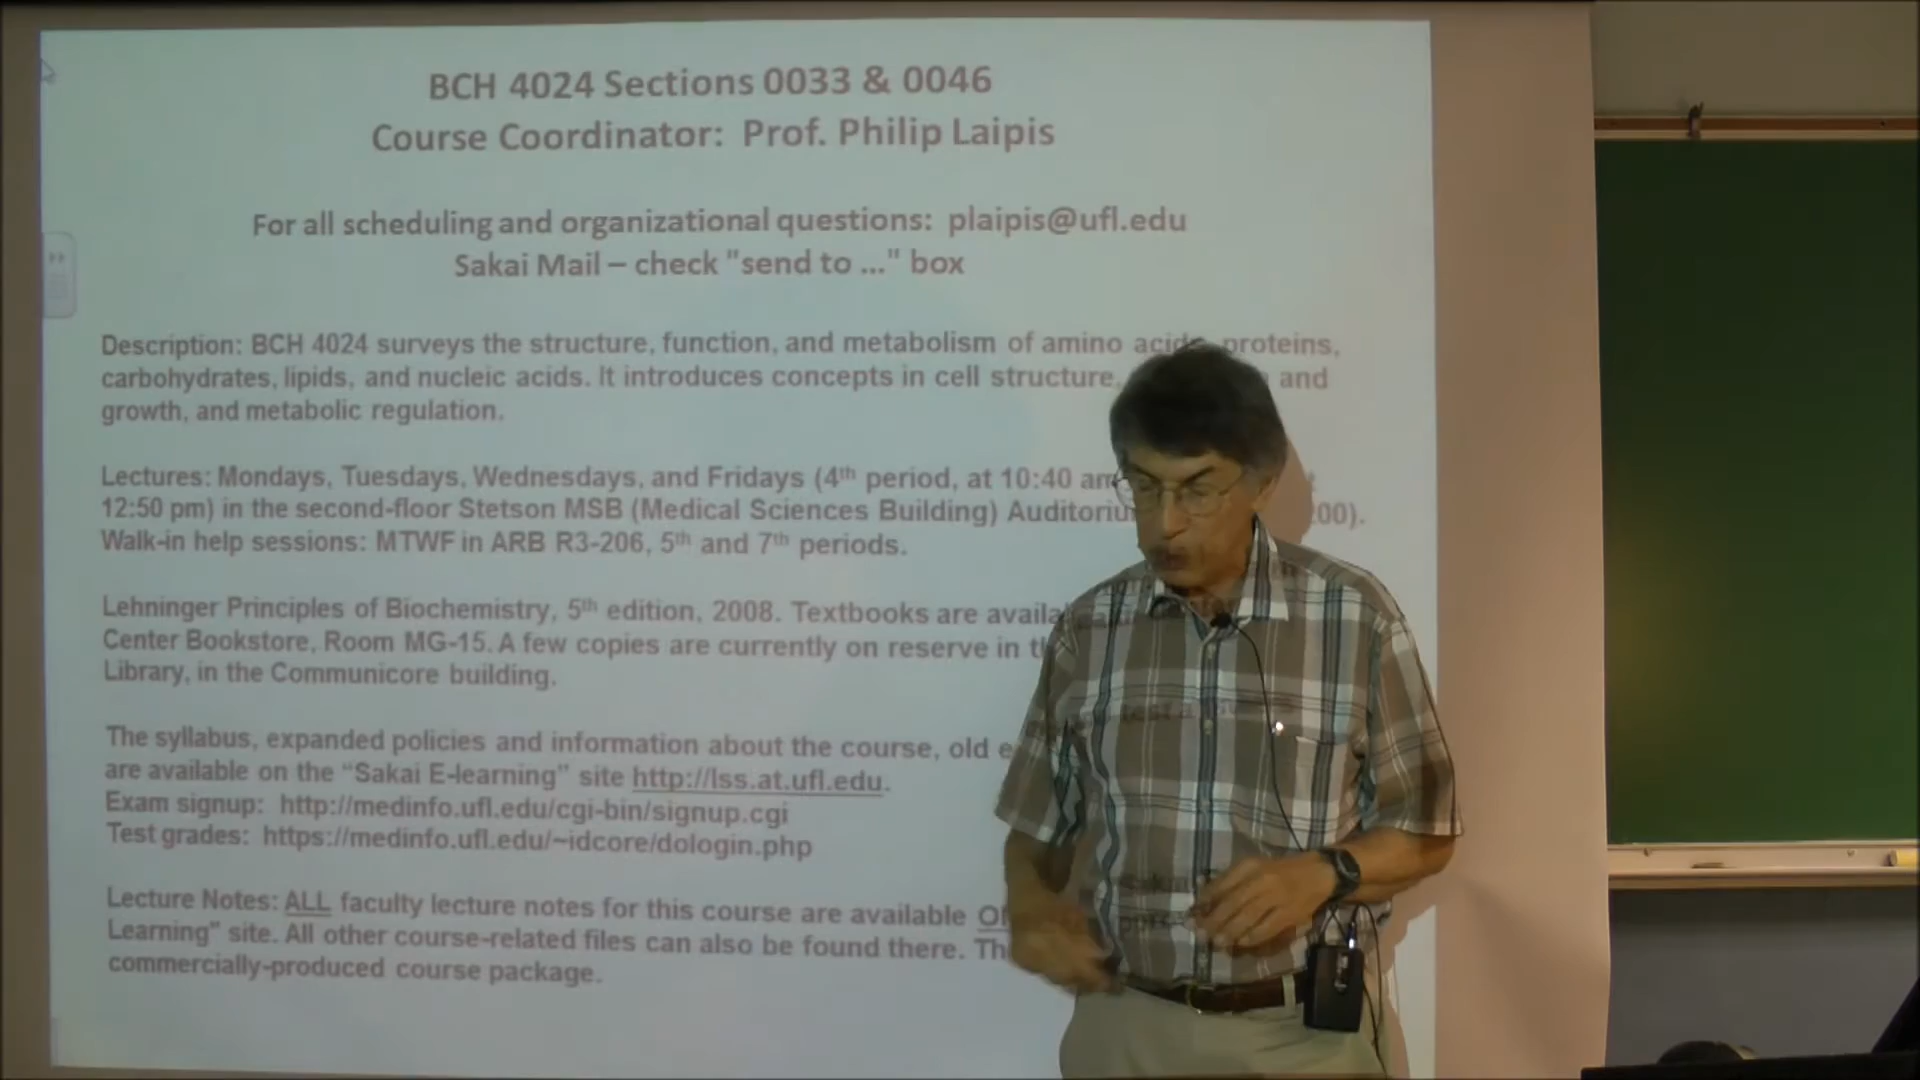 BCH 4024 Sections 0033 & 0046
Course Coordinator: Prof. Philip Laipis
For all scheduling and organizational questions: plaipis@ufl.edu
Sakai Mail – check "send to ..." box
Description: BCH 4024 surveys the structure, function, and metabolism of amino acids, proteins,
carbohydrates, lipids, and nucleic acids. It introduces concepts in cell structure, and
growth, and metabolic regulation.
Lectures: Mondays, Tuesdays, Wednesdays, and Fridays (4th period, at 10:40 am
12:50 pm) in the second-floor Stetson MSB (Medical Sciences Building) Auditorium
Walk-in help sessions: MTWF in ARB R3-206, 5th and 7th periods.
Lehninger Principles of Biochemistry, 5th edition, 2008. Textbooks are
Center Bookstore, Room MG-15. A few copies are currently on reserve in
Library, in the Communicore building.
The syllabus, expanded policies and information about the course, old
are available on the “Sakai E-learning” site http://lss.at.ufl.edu.
Exam signup: http://medinfo.ufl.edu/cgi-bin/signup.cgi
Test grades: https://medinfo.ufl.edu/~idcore/dologin.php
Lecture Notes: ALL faculty lecture notes for this course are available
Learning" site. All other course-related files can also be found there.
commercially-produced course package.